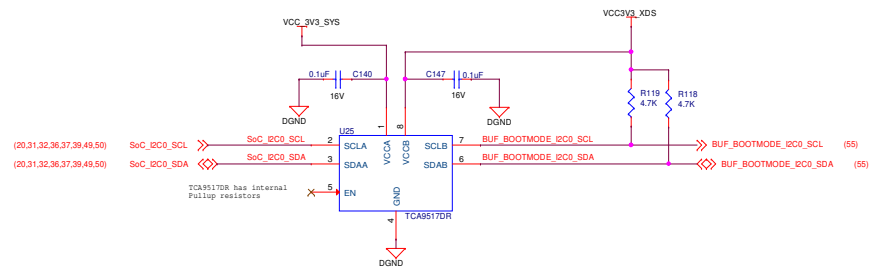 VCC_3V3_SYS
VCC3V3_XDS
0.1uF C140
16V
C147 0.1uF
16V
R119
4.7K
R118
4.7K
DGND
DGND
U25
1
8
VCCA
VCCB
(20,31,32,36,37,39,49,50) SoC_I2C0_SCL SoC_I2C0_SCL 2 SCLA SCLB 7 BUF_BOOTMODE_I2C0_SCL BUF_BOOTMODE_I2C0_SCL (55)
(20,31,32,36,37,39,49,50) SoC_I2C0_SDA SoC_I2C0_SDA 3 SDAA SDAB 6 BUF_BOOTMODE_I2C0_SDA BUF_BOOTMODE_I2C0_SDA (55)
TCA9517DR has internal
Pullup resistors
5 EN
GND
4
TCA9517DR
DGND